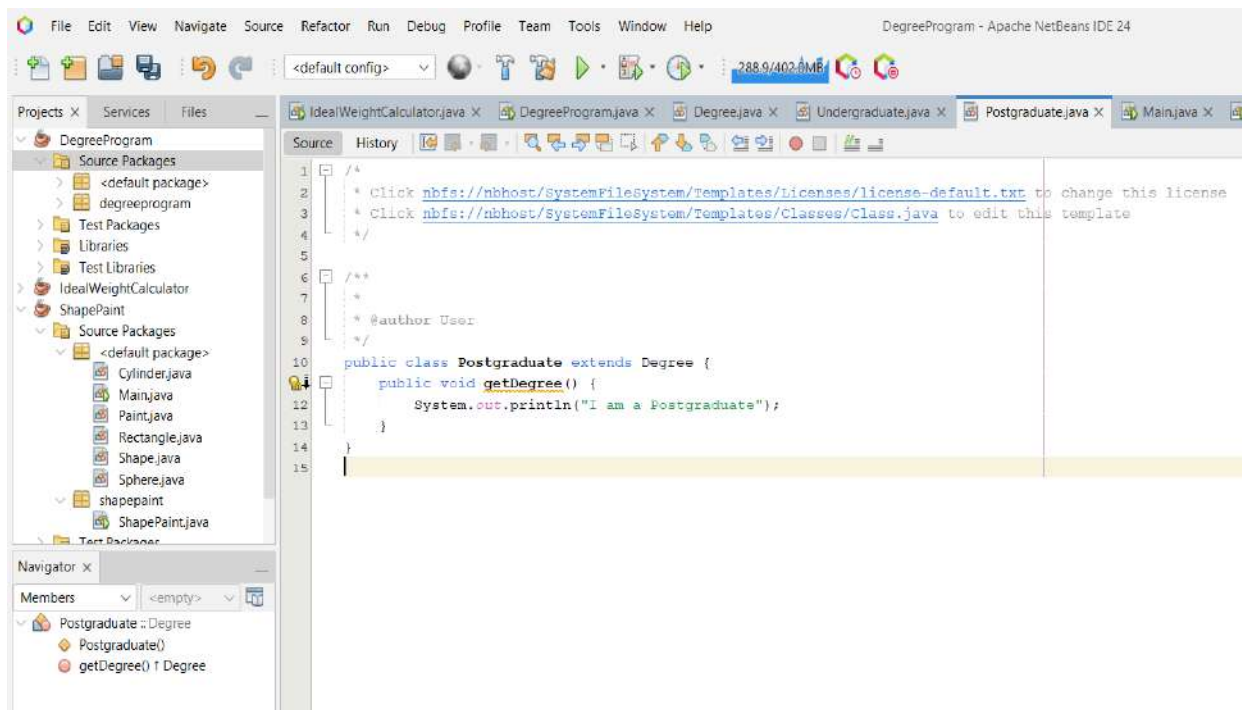 File Edit View Navigate Source Refactor Run Debug Profile Team Tools Window Help DegreeProgram - Apache NetBeans IDE 24
<default config> 288.9/402.0MB
Projects Services Files
IdealWeightCalculator.java DegreeProgram.java Degree.java Undergraduate.java Postgraduate.java Main.java
Source History
DegreeProgram
Source Packages
<default package>
degreeprogram
Test Packages
Libraries
Test Libraries
IdealWeightCalculator
ShapePaint
Source Packages
<default package>
Cylinder.java
Main.java
Paint.java
Rectangle.java
Shape.java
Sphere.java
shapepaint
ShapePaint.java
Test Packages
Navigator
Members <empty>
Postgraduate :: Degree
Postgraduate()
getDegree() ↑ Degree
1 /*
2 * Click nbfs://nbhost/SystemFileSystem/Templates/Licenses/license-default.txt to change this license
3 * Click nbfs://nbhost/SystemFileSystem/Templates/Classes/Class.java to edit this template
4 */
5
6 /**
7 *
8 * @author User
9 */
10 public class Postgraduate extends Degree {
public void getDegree() {
12 System.out.println("I am a Postgraduate");
13 }
14 }
15